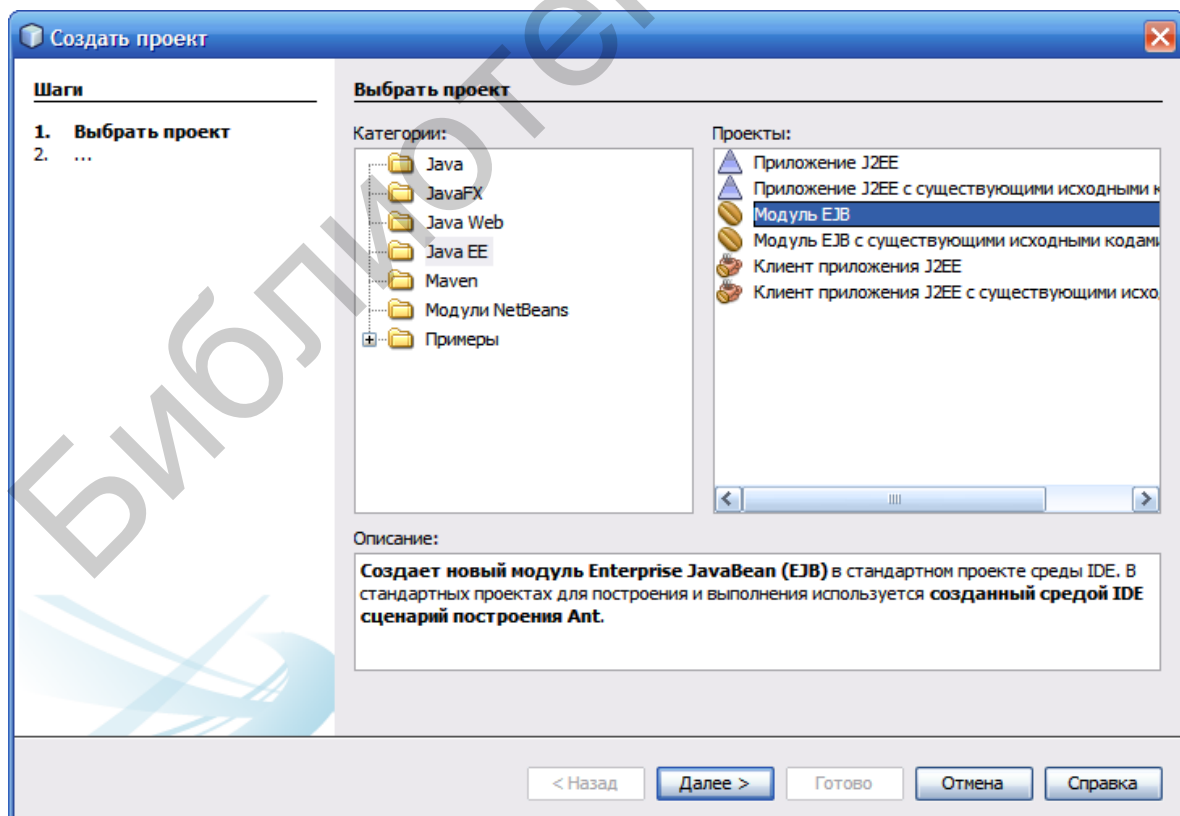 Создать проект
Шаги
1. Выбрать проект
2. ...
Выбрать проект
Категории:
Java
JavaFX
Java Web
Java EE
Maven
Модули NetBeans
Примеры
Проекты:
Приложение J2EE
Приложение J2EE с существующими исходными
Модуль EJB
Модуль EJB с существующими исходными кодами
Клиент приложения J2EE
Клиент приложения J2EE с существующими
Описание:
Создает новый модуль Enterprise JavaBean (EJB) в стандартном проекте среды IDE. В
стандартных проектах для построения и выполнения используется созданный средой IDE
сценарий построения Ant.
< Назад
Далее >
Готово
Отмена
Справка